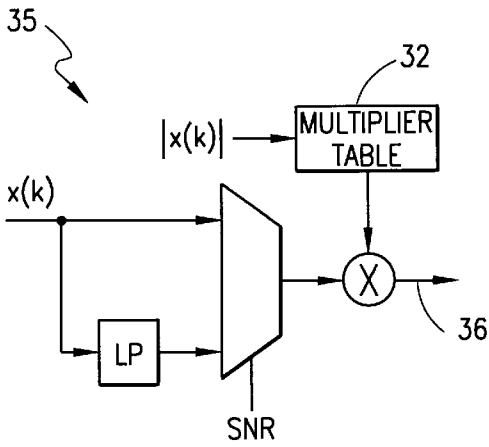 35
32
|x(k)|
MULTIPLIER
TABLE
x(k)
X
36
LP
SNR